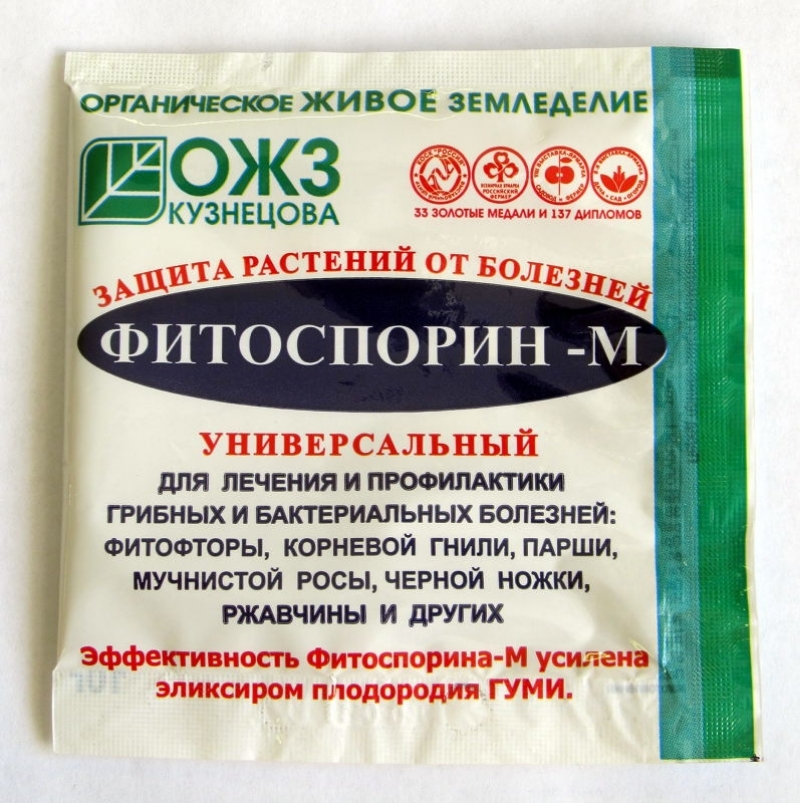 ОРГАНИЧЕСКОЕ ЖИВОЕ ЗЕМЛЕДЕЛИЕ
ОЖЗ
КУЗНЕЦОВА
33 ЗОЛОТЫЕ МЕДАЛИ И 137 ДИПЛОМОВ
ЗАЩИТА РАСТЕНИЙ ОТ БОЛЕЗНЕЙ
ФИТОСПОРИН -М
УНИВЕРСАЛЬНЫЙ
ДЛЯ ЛЕЧЕНИЯ И ПРОФИЛАКТИКИ
ГРИБНЫХ И БАКТЕРИАЛЬНЫХ БОЛЕЗНЕЙ:
ФИТОФТОРЫ, КОРНЕВОЙ ГНИЛИ, ПАРШИ,
МУЧНИСТОЙ РОСЫ, ЧЕРНОЙ НОЖКИ,
РЖАВЧИНЫ И ДРУГИХ
Эффективность Фитоспорина-М усилена
эликсиром плодородия ГУМИ.